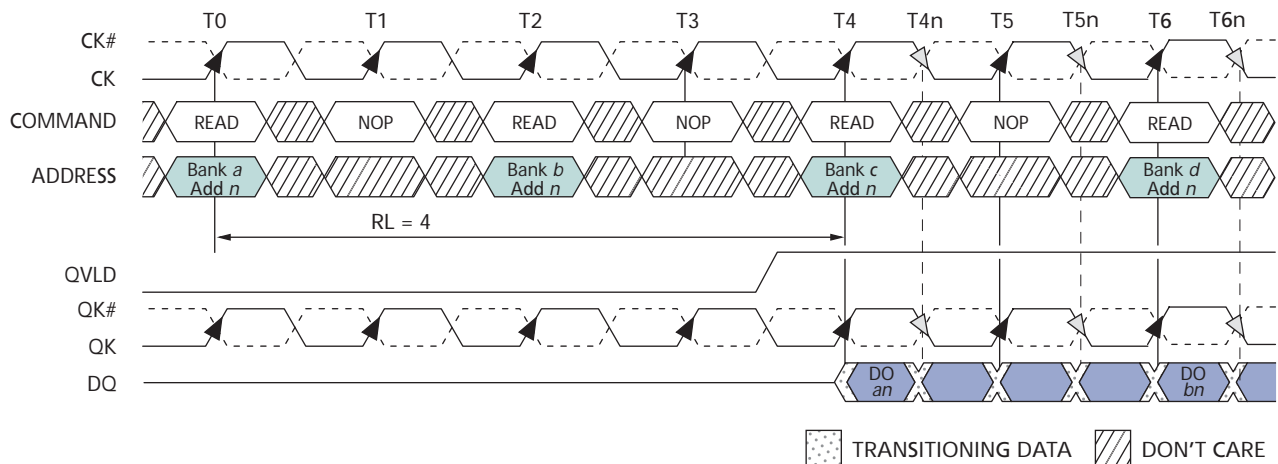 T0 T1 T2 T3 T4 T4n T5 T5n T6 T6n
CK#
CK
COMMAND READ NOP READ NOP READ NOP READ
ADDRESS Bank a Add n Bank b Add n Bank c Add n Bank d Add n
RL = 4
QVLD
QK#
QK
DQ DO an DO bn
TRANSITIONING DATA DON'T CARE